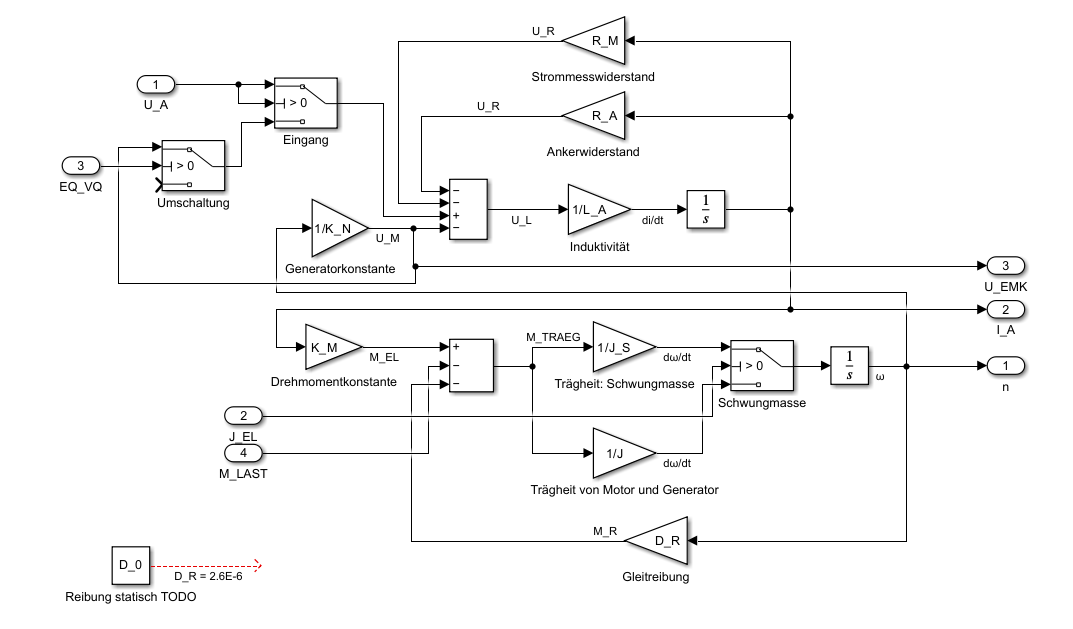 U_R
R_M
Strommesswiderstand
1
U_A
> 0
Eingang
U_R
R_A
Ankerwiderstand
3
EQ_VQ
> 0
Umschaltung
−
−
+
−
U_L
1/L_A
Induktivität
di/dt
1
s
1/K_N
U_M
Generatorkonstante
3
U_EMK
2
I_A
K_M
M_EL
Drehmomentkonstante
+
−
−
M_TRAEG
1/J_S
dω/dt
Trägheit: Schwungmasse
> 0
Schwungmasse
1
s
ω
1
n
2
J_EL
4
M_LAST
1/J
dω/dt
Trägheit von Motor und Generator
M_R
D_R
Gleitreibung
D_0
D_R = 2.6E-6
Reibung statisch TODO